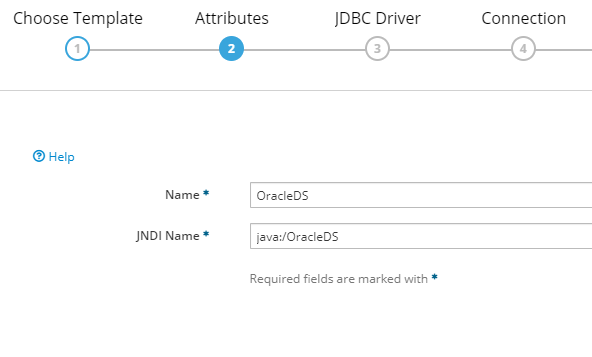 Choose Template Attributes JDBC Driver Connection
1 2 3 4
? Help
Name * OracleDS
JNDI Name * java:/OracleDS
Required fields are marked with *